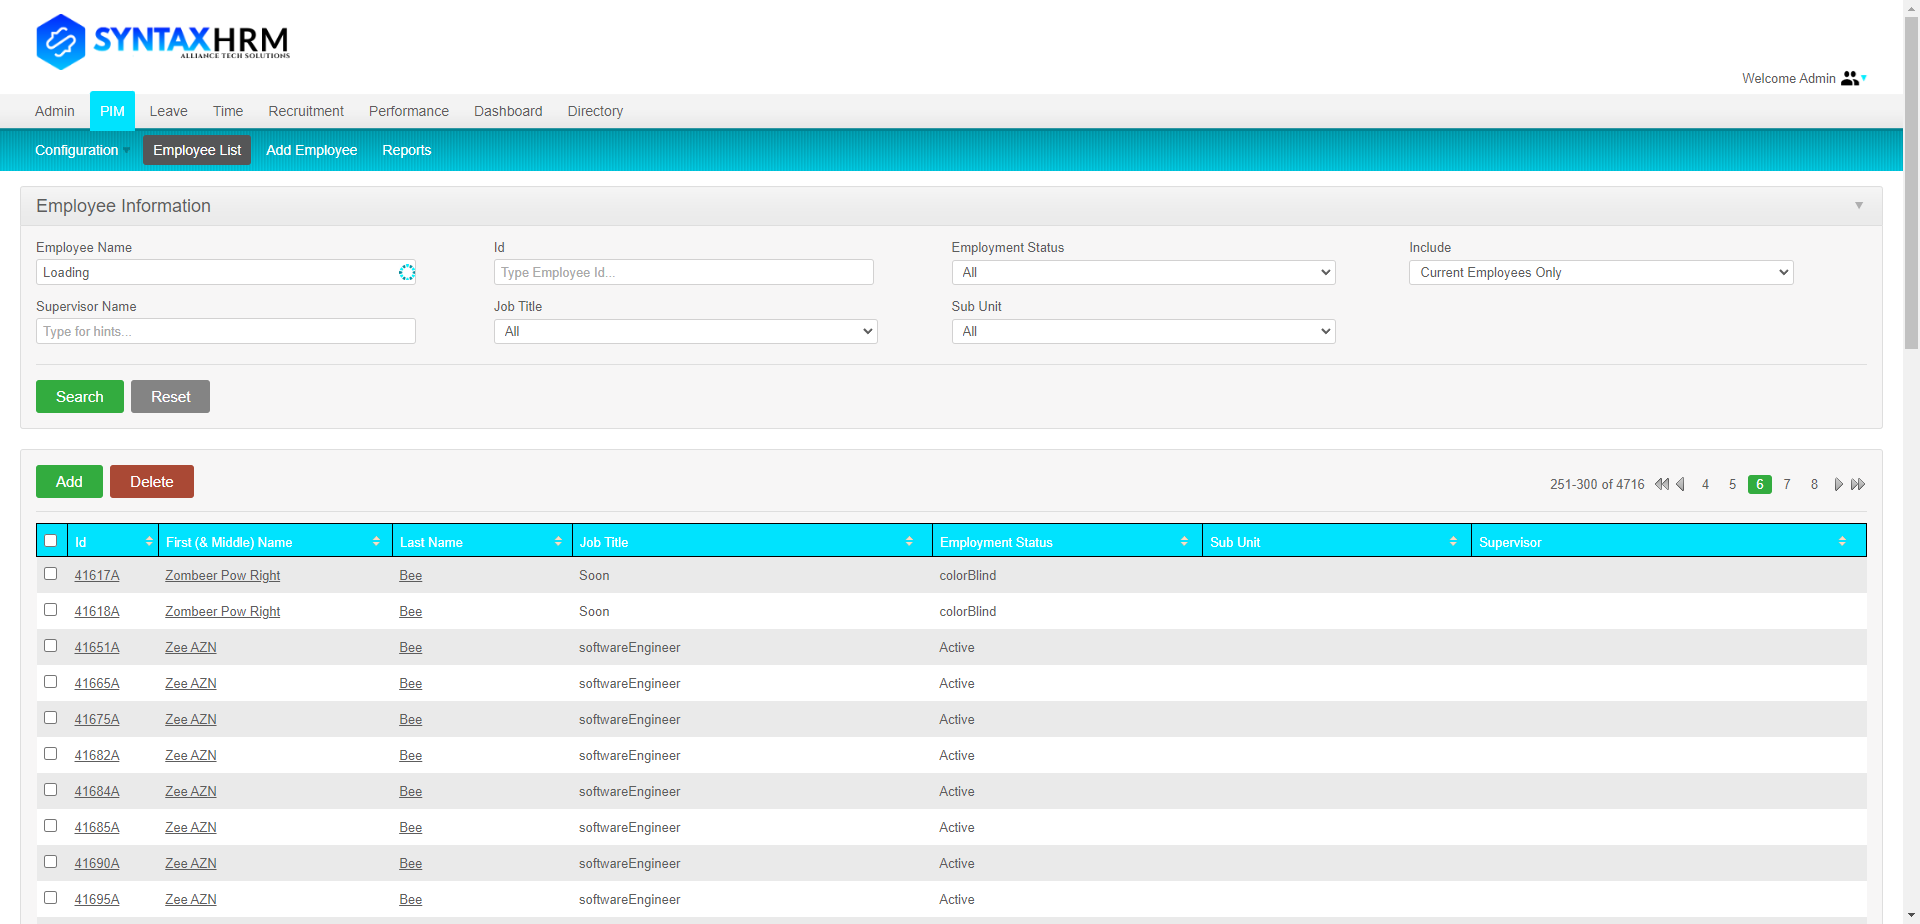 SYNTAXHRM
ALLIANCE TECH SOLUTIONS
Welcome Admin
Admin PIM Leave Time Recruitment Performance Dashboard Directory
Configuration Employee List Add Employee Reports
Employee Information
Employee Name Id Employment Status Include
Loading Type Employee Id... All Current Employees Only
Supervisor Name Job Title Sub Unit
Type for hints... All All
Search Reset
Add Delete 251-300 of 4716 4 5 6 7 8
Id First (& Middle) Name Last Name Job Title Employment Status Sub Unit Supervisor
41617A Zombeer Pow Right Bee Soon colorBlind
41618A Zombeer Pow Right Bee Soon colorBlind
41651A Zee AZN Bee softwareEngineer Active
41665A Zee AZN Bee softwareEngineer Active
41675A Zee AZN Bee softwareEngineer Active
41682A Zee AZN Bee softwareEngineer Active
41684A Zee AZN Bee softwareEngineer Active
41685A Zee AZN Bee softwareEngineer Active
41690A Zee AZN Bee softwareEngineer Active
41695A Zee AZN Bee softwareEngineer Active